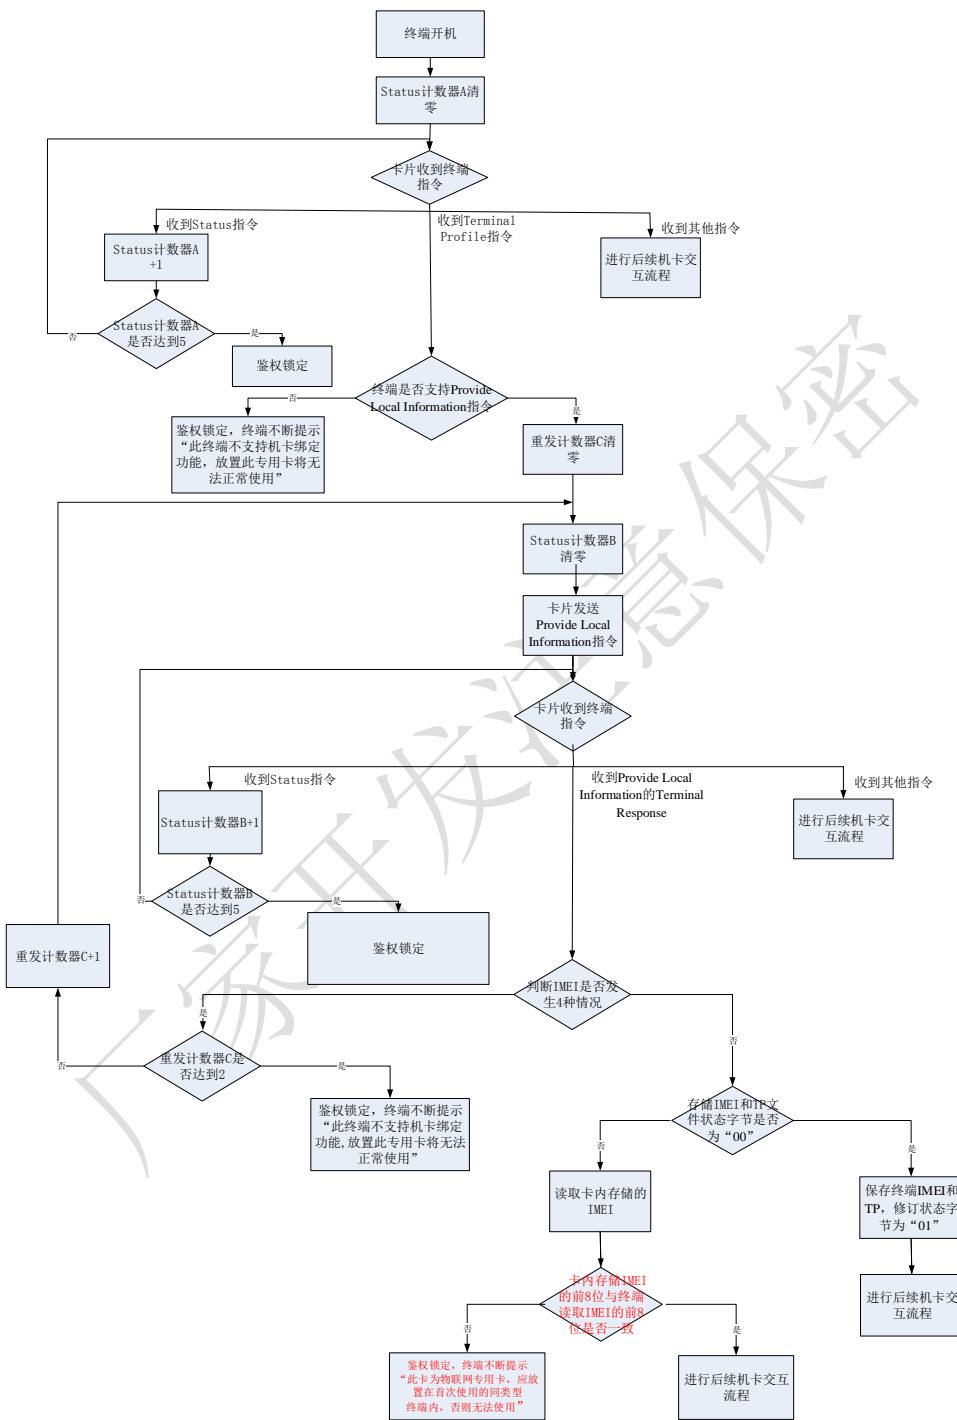 终端开机
Status计数器A清
零
卡片收到终端
指令
收到Status指令
收到Terminal
Profile指令
收到其他指令
Status计数器A
+1
进行后续机卡交
互流程
Status计数器A
是否达到5
否
是
鉴权锁定
终端是否支持Provide
Local Information指令
否
是
鉴权锁定，终端不断提示
“此终端不支持机卡绑定
功能，放置此专用卡将无
法正常使用”
重发计数器C清
零
Status计数器B
清零
卡片发送
Provide Local
Information指令
卡片收到终端
指令
收到Status指令
收到Provide Local
Information的Terminal
Response
收到其他指令
Status计数器B+1
进行后续机卡交
互流程
Status计数器B
是否达到5
否
是
鉴权锁定
重发计数器C+1
判断IMEI是否发
生4种情况
是
否
重发计数器C是
否达到2
否
是
鉴权锁定，终端不断提示
“此终端不支持机卡绑定
功能,放置此专用卡将无法
正常使用”
存储IMEI和TP文
件状态字节是否
为“00”
否
是
读取卡内存储的
IMEI
保存终端IMEI和
TP，修订状态字
节为“01”
卡内存储IMEI
的前8位与终端
读取IMEI的前8
位是否一致
进行后续机卡交
互流程
否
是
鉴权锁定，终端不断提示
“此卡为物联网专用卡，应放
置在首次使用的同类型
终端内，否则无法使用”
进行后续机卡交互
流程
厂家开发注意保密